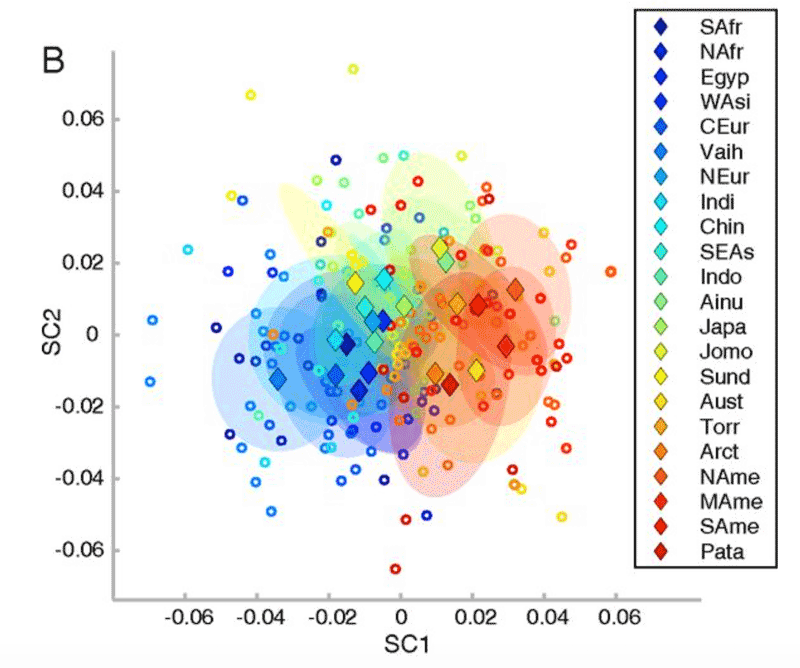 B
SAfr
NAfr
Egyp
WAsi
CEur
Vaih
NEur
Indi
Chin
SEAs
Indo
Ainu
Japa
Jomo
Sund
Aust
Torr
Arct
NAme
MAme
SAme
Pata
0.06
0.04
0.02
0
-0.02
-0.04
-0.06
SC2
-0.06 -0.04 -0.02 0 0.02 0.04 0.06
SC1